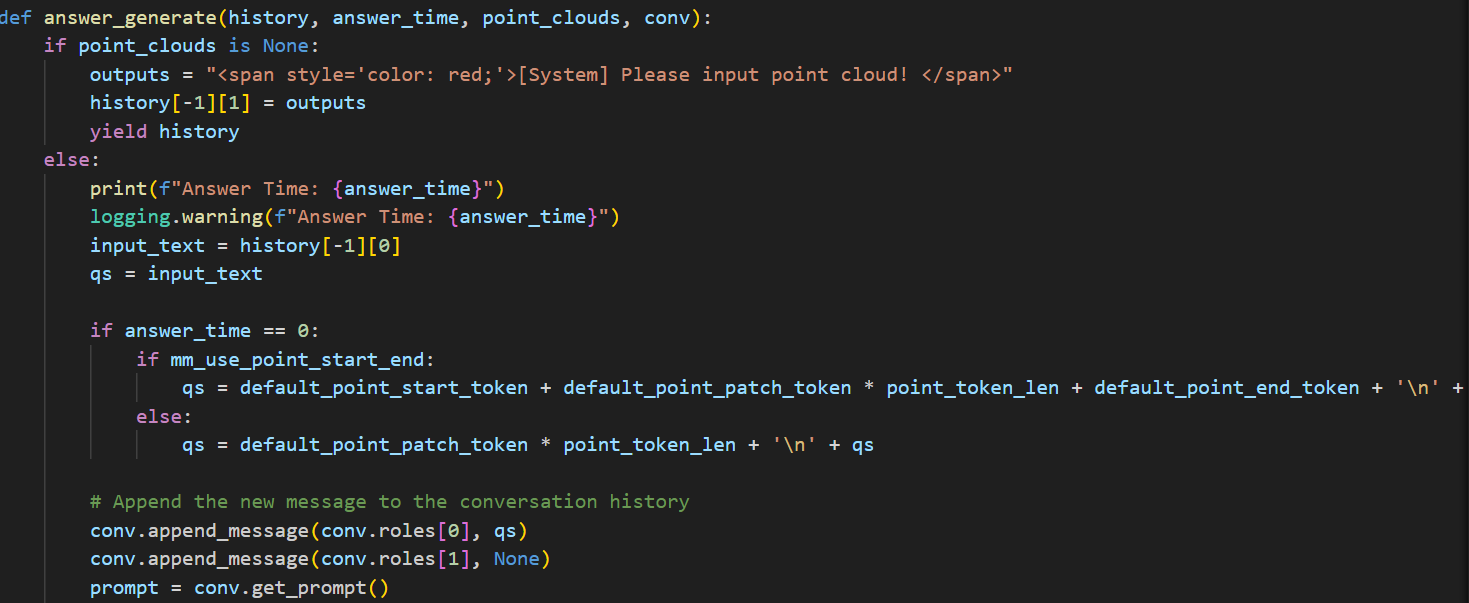 def answer_generate(history, answer_time, point_clouds, conv):
    if point_clouds is None:
        outputs = "<span style='color: red;'>[System] Please input point cloud! </span>"
        history[-1][1] = outputs
        yield history
    else:
        print(f"Answer Time: {answer_time}")
        logging.warning(f"Answer Time: {answer_time}")
        input_text = history[-1][0]
        qs = input_text

        if answer_time == 0:
            if mm_use_point_start_end:
                qs = default_point_start_token + default_point_patch_token * point_token_len + default_point_end_token + '\n' +
            else:
                qs = default_point_patch_token * point_token_len + '\n' + qs

        # Append the new message to the conversation history
        conv.append_message(conv.roles[0], qs)
        conv.append_message(conv.roles[1], None)
        prompt = conv.get_prompt()